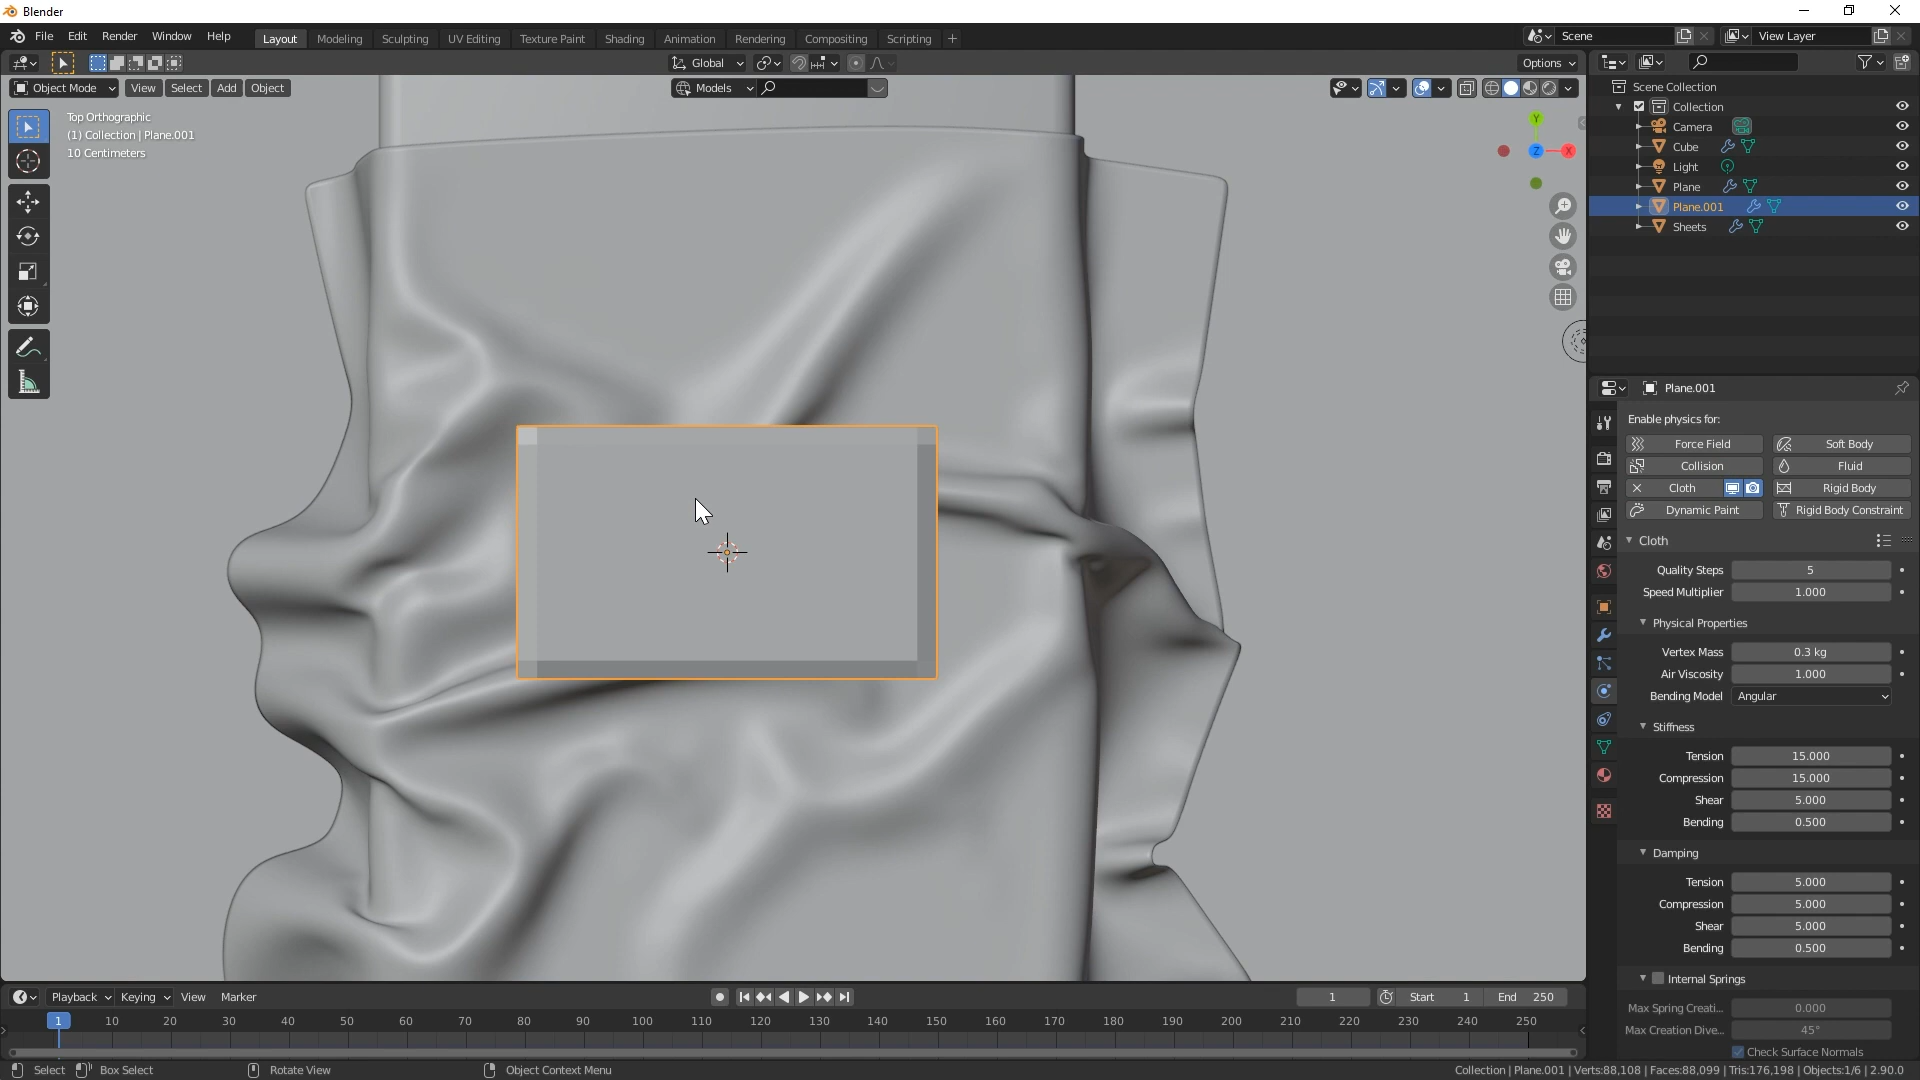 Blender
File Edit Render Window Help
Layout Modeling Sculpting UV Editing Texture Paint Shading Animation Rendering Compositing Scripting +
Scene
View Layer
Global
Options
Object Mode View Select Add Object
Models
Top Orthographic
(1) Collection | Plane.001
10 Centimeters
Y
Z
X
Scene Collection
Collection
Camera
Cube
Light
Plane
Plane.001
Sheets
Plane.001
Enable physics for:
Force Field Soft Body
Collision Fluid
Cloth Rigid Body
Dynamic Paint Rigid Body Constraint
Cloth
Quality Steps 5
Speed Multiplier 1.000
Physical Properties
Vertex Mass 0.3 kg
Air Viscosity 1.000
Bending Model Angular
Stiffness
Tension 15.000
Compression 15.000
Shear 5.000
Bending 0.500
Damping
Tension 5.000
Compression 5.000
Shear 5.000
Bending 0.500
Internal Springs
Max Spring Creati... 0.000
Max Creation Dive... 45°
Check Surface Normals
Playback Keying View Marker
1 Start 1 End 250
1 10 20 30 40 50 60 70 80 90 100 110 120 130 140 150 160 170 180 190 200 210 220 230 240 250
Select Box Select Rotate View Object Context Menu
Collection | Plane.001 | Verts:88,108 | Faces:88,099 | Tris:176,198 | Objects:1/6 | 2.90.0